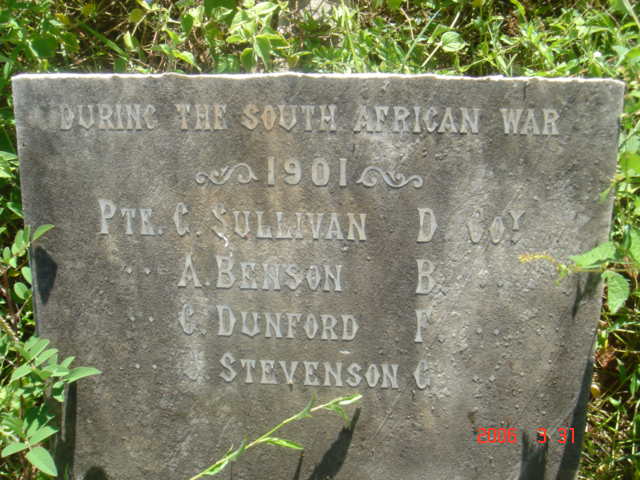 DURING THE SOUTH AFRICAN WAR
1901
PTE. C. SULLIVAN D COY
" A. BENSON B. " "
" C. DUNFORD F. " "
" J STEVENSON G " "
2006 3 31